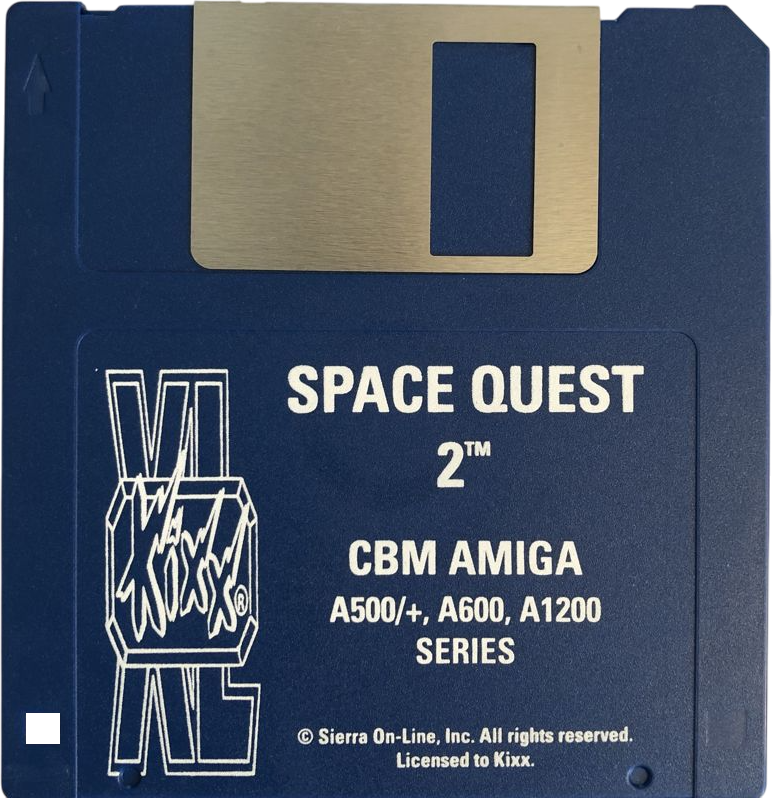 SPACE QUEST
2™
CBM AMIGA
A500/+, A600, A1200
SERIES
Kixx®
XL
© Sierra On-Line, Inc. All rights reserved.
Licensed to Kixx.